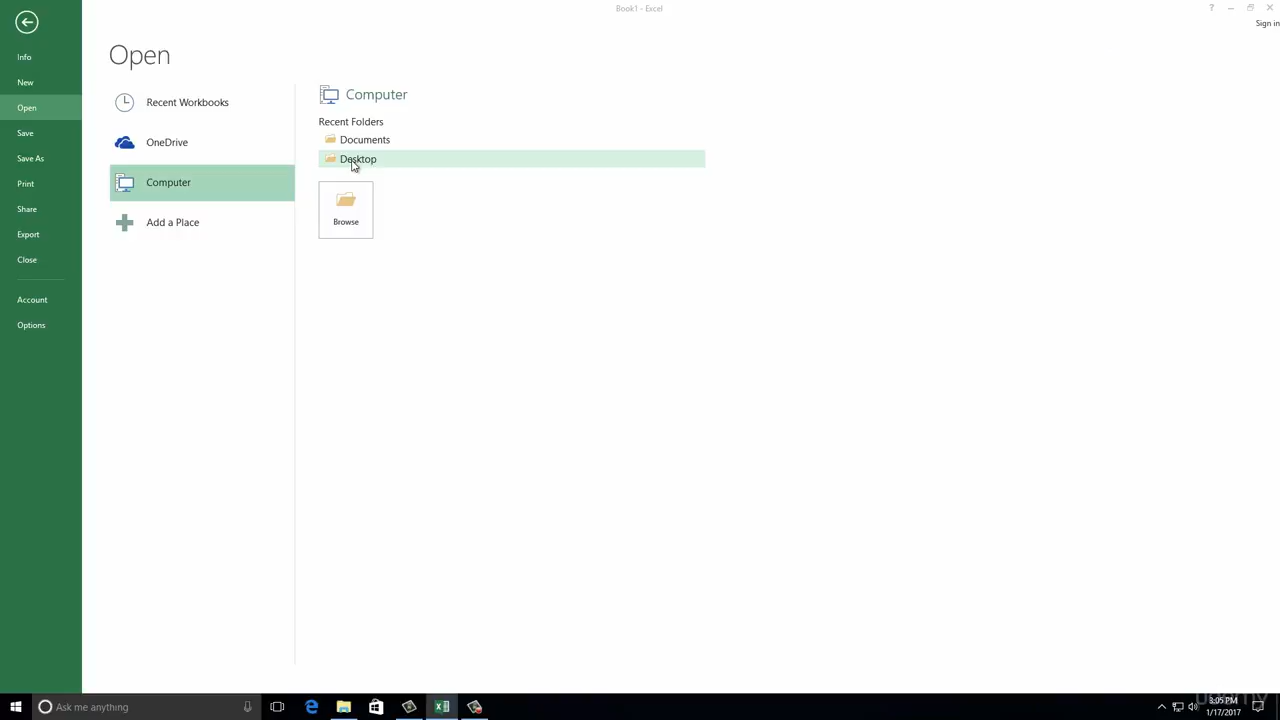 Book1 - Excel
?
Sign in
Info
New
Open
Save
Save As
Print
Share
Export
Close
Account
Options
Open
Recent Workbooks
OneDrive
Computer
Add a Place
Computer
Recent Folders
Documents
Desktop
Browse
Ask me anything
3:05 PM
1/17/2017
udemy